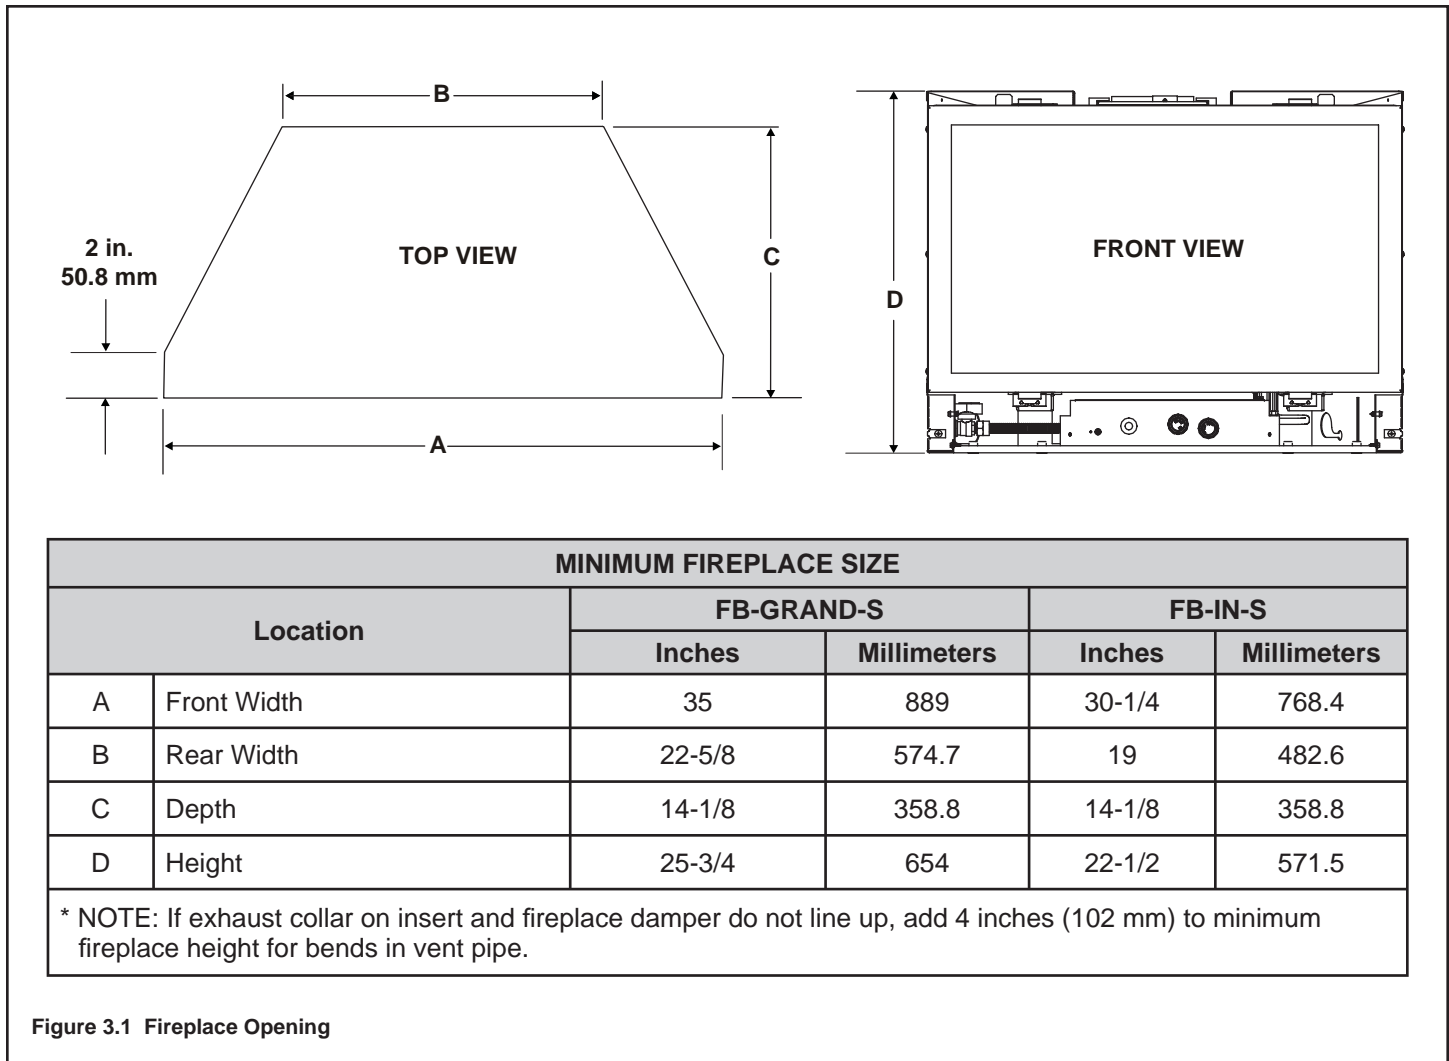 B
2 in.
50.8 mm
TOP VIEW
C
A
D
FRONT VIEW
MINIMUM FIREPLACE SIZE
Location
FB-GRAND-S
FB-IN-S
Inches
Millimeters
Inches
Millimeters
A Front Width 35 889 30-1/4 768.4
B Rear Width 22-5/8 574.7 19 482.6
C Depth 14-1/8 358.8 14-1/8 358.8
D Height 25-3/4 654 22-1/2 571.5
* NOTE: If exhaust collar on insert and fireplace damper do not line up, add 4 inches (102 mm) to minimum
fireplace height for bends in vent pipe.
Figure 3.1 Fireplace Opening